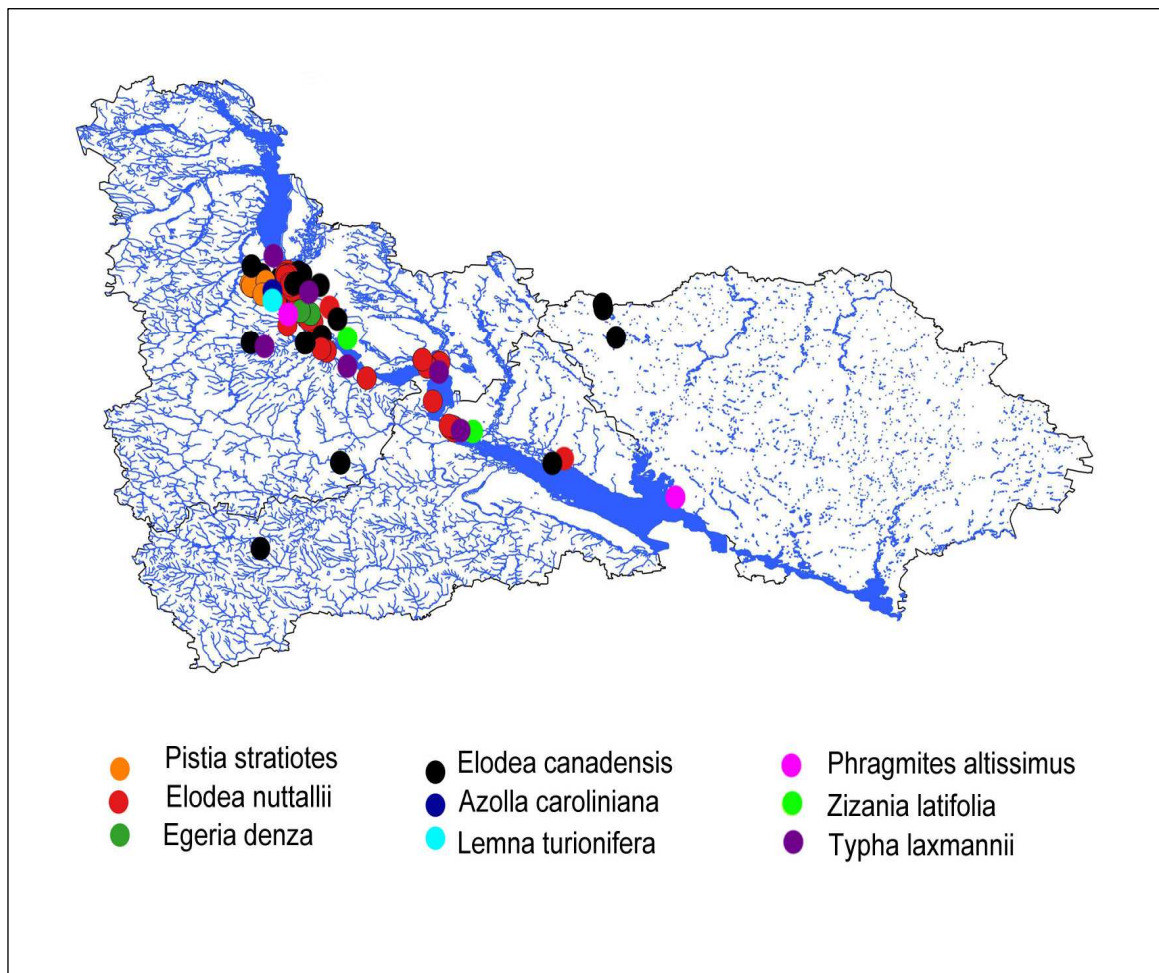 Pistia stratiotes
Elodea nuttallii
Egeria denza
Elodea canadensis
Azolla caroliniana
Lemna turionifera
Phragmites altissimus
Zizania latifolia
Typha laxmannii